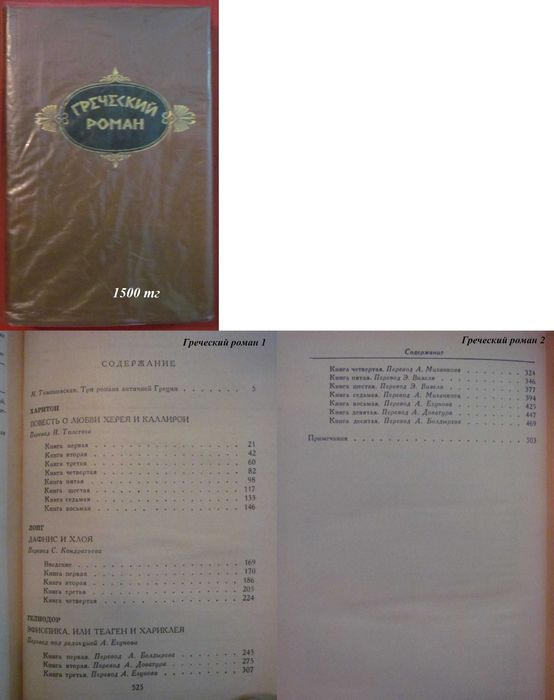 ГРЕЧЕСКИЙ
РОМАН
1500 тг
Греческий роман 1
СОДЕРЖАНИЕ
Три романа античной Греции . . . . . . . . 5
ХАРИТОН
ПОВЕСТЬ О ЛЮБВИ ХЕРЕЯ И КАЛЛИРОИ
Перевод И. Толстого
Книга первая . . . . . . . . 21
Книга вторая . . . . . . . . 42
Книга третья . . . . . . . . 60
Книга четвертая . . . . . . . . 82
Книга пятая . . . . . . . . 98
Книга шестая . . . . . . . . 117
Книга седьмая . . . . . . . . 133
Книга восьмая . . . . . . . . 146
ЛОНГ
ДАФНИС И ХЛОЯ
Перевод С. Кондратьева
Введение . . . . . . . . 169
Книга первая . . . . . . . . 170
Книга вторая . . . . . . . . 186
Книга третья . . . . . . . . 205
Книга четвертая . . . . . . . . 224
ГЕЛИОДОР
ЭФИОПИКА, ИЛИ ТЕАГЕН И ХАРИКЛЕЯ
Перевод под редакцией А. Егунова
Книга первая. Перевод А. Болдырева . . . . 245
Книга вторая. Перевод А. Доватура . . . . 275
Книга третья. Перевод А. Егунова . . . . 307
525
Греческий роман 2
Содержание
Книга четвертая. Перевод А. Миханкова . . . . 324
Книга пятая. Перевод Э. Визеля . . . . 346
Книга шестая. Перевод Э. Визеля . . . . 377
Книга седьмая. Перевод А. Миханкова . . . . 394
Книга восьмая. Перевод А. Егунова . . . . 425
Книга девятая. Перевод А. Доватура . . . . 447
Книга десятая. Перевод А. Болдырева . . . . 469
Примечания . . . . . . . . 503